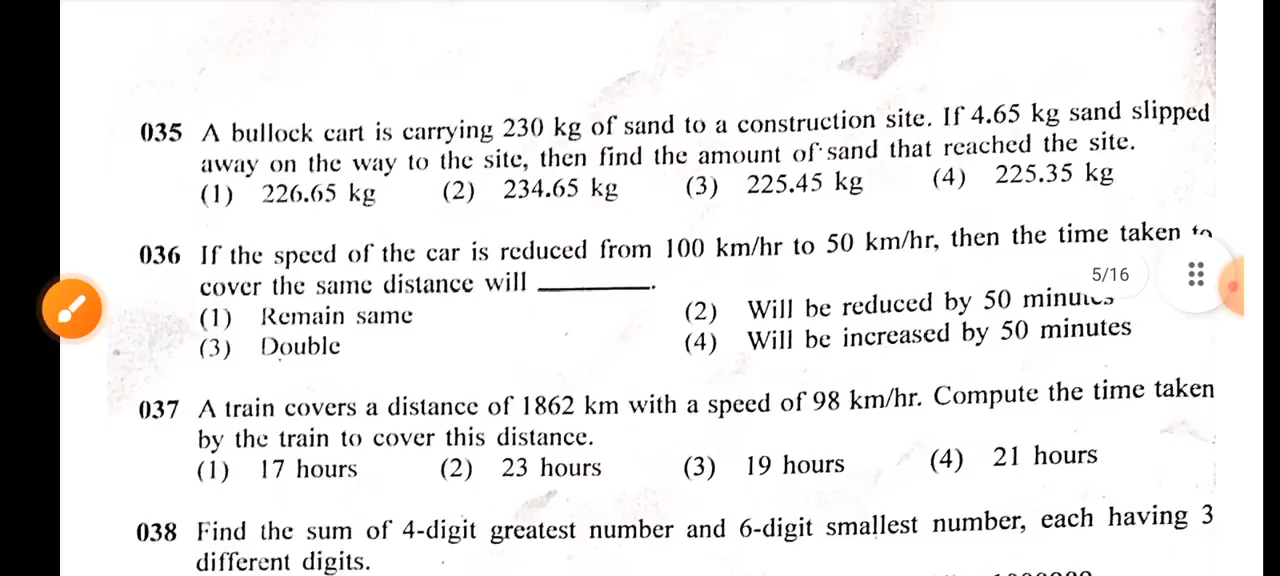 035 A bullock cart is carrying 230 kg of sand to a construction site. If 4.65 kg sand slipped
away on the way to the site, then find the amount of sand that reached the site.
(1) 226.65 kg (2) 234.65 kg (3) 225.45 kg (4) 225.35 kg
036 If the speed of the car is reduced from 100 km/hr to 50 km/hr, then the time taken to
cover the same distance will ________.
5/16
(1) Remain same (2) Will be reduced by 50 minutes
(3) Double (4) Will be increased by 50 minutes
037 A train covers a distance of 1862 km with a speed of 98 km/hr. Compute the time taken
by the train to cover this distance.
(1) 17 hours (2) 23 hours (3) 19 hours (4) 21 hours
038 Find the sum of 4-digit greatest number and 6-digit smallest number, each having 3
different digits.